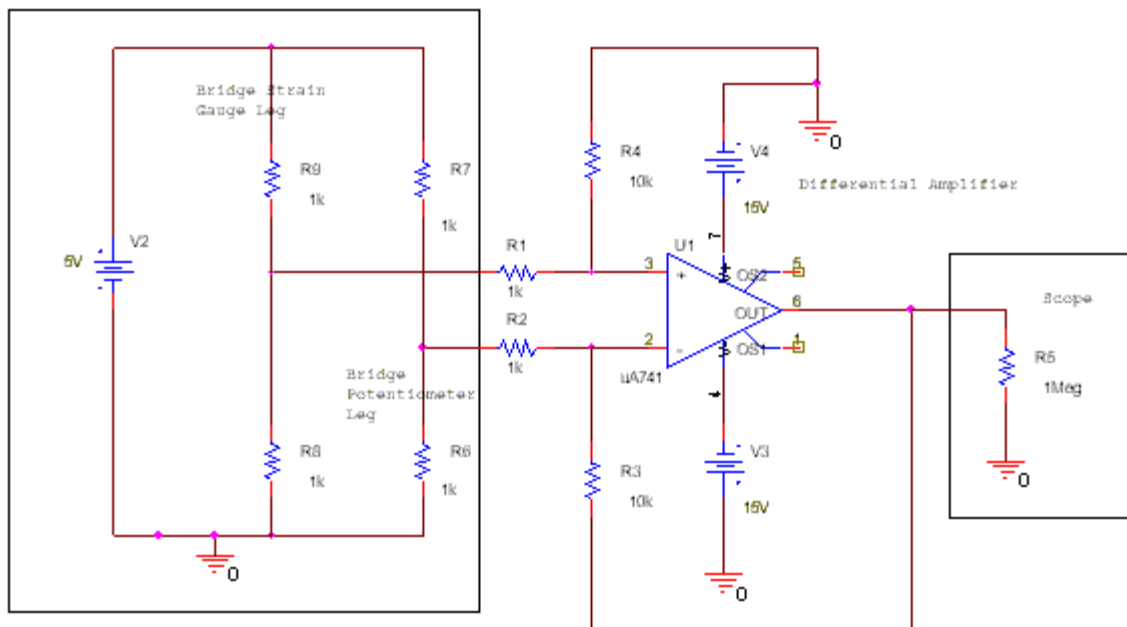 Bridge Strain
Gauge Leg
R9
1k
R7
1k
V2
5V
R8
1k
R6
1k
Bridge
Potentiometer
Leg
0
R1
1k
R2
1k
R4
10k
V4
15V
0
Differential Amplifier
U1
3
+
7
OS2
5
OUT
6
2
-
OS1
1
uA741
4
R3
10k
V3
15V
0
Scope
R5
1Meg
0